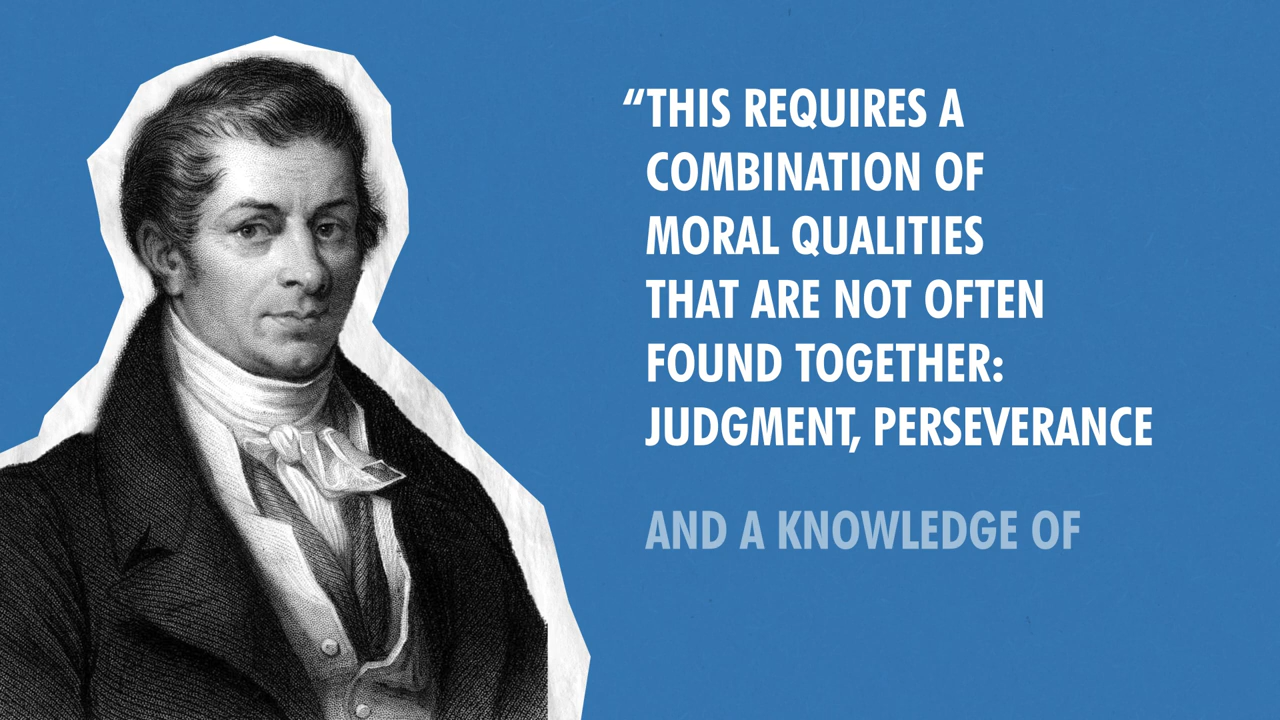 “THIS REQUIRES A
COMBINATION OF
MORAL QUALITIES
THAT ARE NOT OFTEN
FOUND TOGETHER:
JUDGMENT, PERSEVERANCE
AND A KNOWLEDGE OF